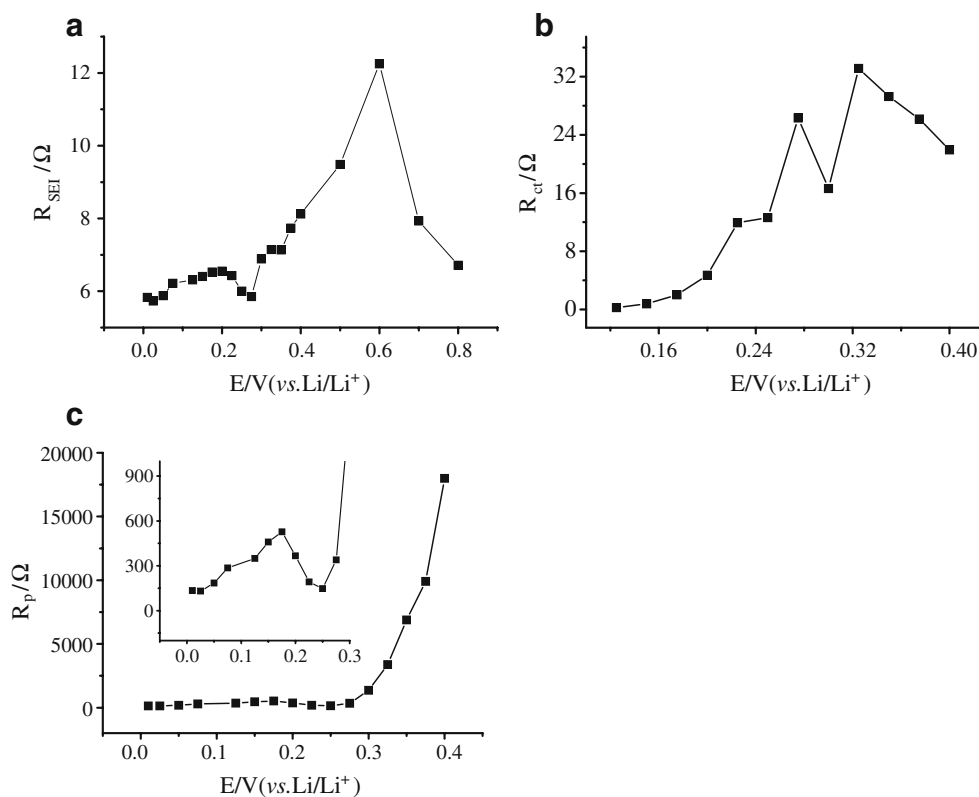 a
R_SEI/Ω
12
10
8
6
0.0 0.2 0.4 0.6 0.8
E/V(vs.Li/Li⁺)
b
R_ct/Ω
32
24
16
8
0
0.16 0.24 0.32 0.40
E/V(vs.Li/Li⁺)
c
R_p/Ω
20000
15000
10000
5000
0
900
600
300
0
0.0 0.1 0.2 0.3
0.0 0.1 0.2 0.3 0.4
E/V(vs.Li/Li⁺)